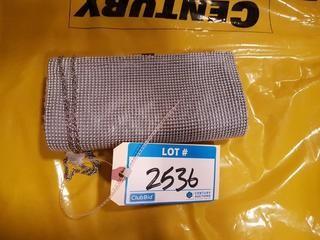 CENTURY
LOT #
2536
ClubBid
CENTURY
AUCTIONS